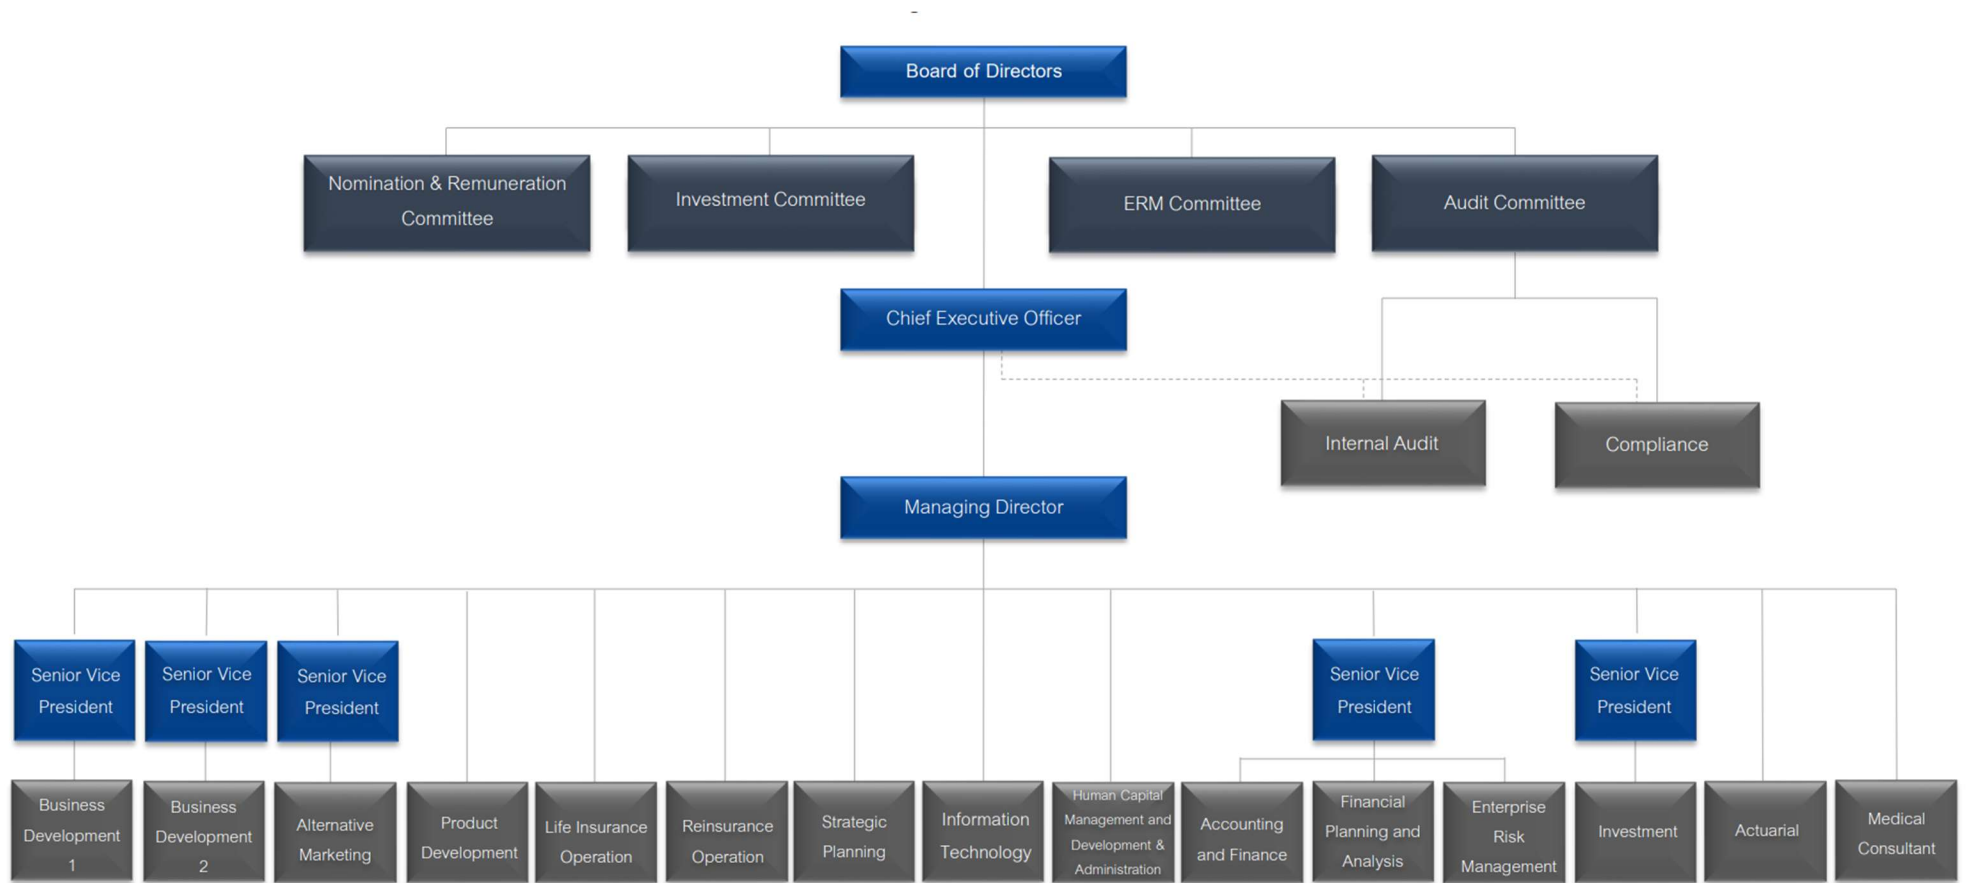 Board of Directors
Nomination & Remuneration
Committee
Investment Committee
ERM Committee
Audit Committee
Chief Executive Officer
Internal Audit
Compliance
Managing Director
Senior Vice
President
Senior Vice
President
Senior Vice
President
Senior Vice
President
Senior Vice
President
Business
Development
1
Business
Development
2
Alternative
Marketing
Product
Development
Life Insurance
Operation
Reinsurance
Operation
Strategic
Planning
Information
Technology
Human Capital
Management and
Development &
Administration
Accounting
and Finance
Financial
Planning and
Analysis
Enterprise
Risk
Management
Investment
Actuarial
Medical
Consultant